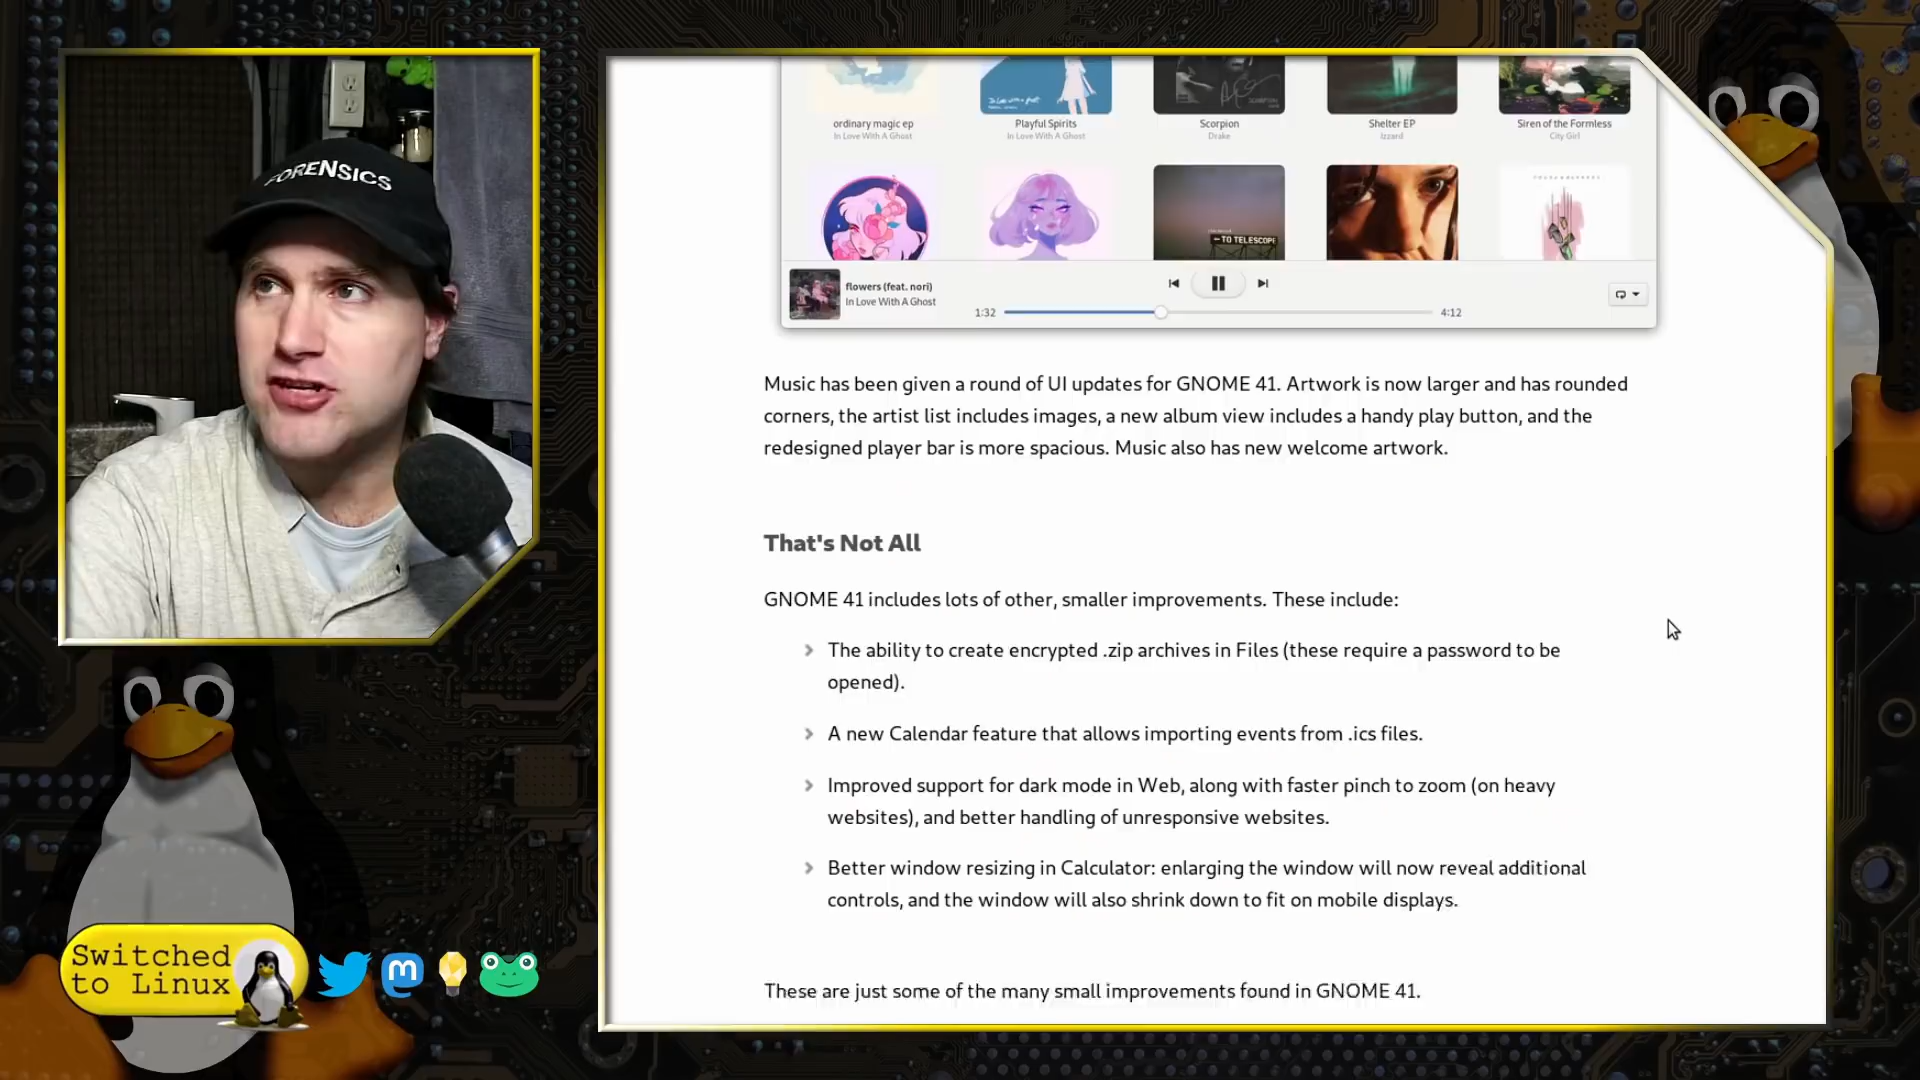 FORENSICS
ordinary magic ep
In Love With A Ghost
Playful Spirits
In Love With A Ghost
Scorpion
Drake
Shelter EP
Izzard
Siren of the Formless
City Girl
TO TELESCOPE
flowers (feat. nori)
In Love With A Ghost
1:32
4:12
Music has been given a round of UI updates for GNOME 41. Artwork is now larger and has rounded
corners, the artist list includes images, a new album view includes a handy play button, and the
redesigned player bar is more spacious. Music also has new welcome artwork.
That's Not All
GNOME 41 includes lots of other, smaller improvements. These include:
The ability to create encrypted .zip archives in Files (these require a password to be
opened).
A new Calendar feature that allows importing events from .ics files.
Improved support for dark mode in Web, along with faster pinch to zoom (on heavy
websites), and better handling of unresponsive websites.
Better window resizing in Calculator: enlarging the window will now reveal additional
controls, and the window will also shrink down to fit on mobile displays.
These are just some of the many small improvements found in GNOME 41.
Switched
to Linux
m